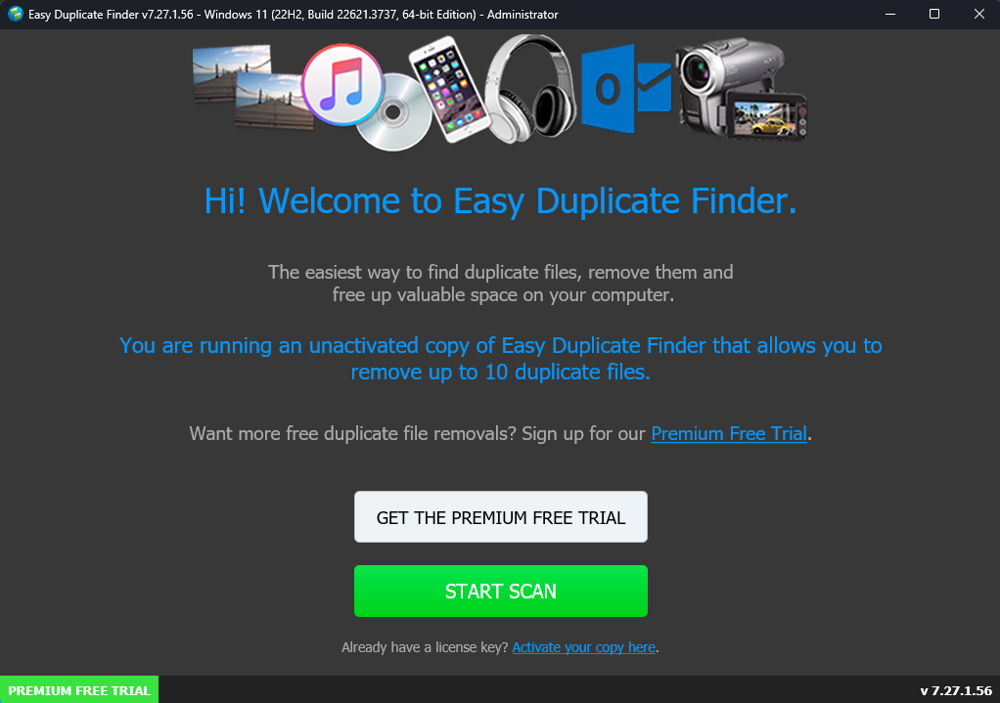 Easy Duplicate Finder v7.27.1.56 - Windows 11 (22H2, Build 22621.3737, 64-bit Edition) - Administrator
Hi! Welcome to Easy Duplicate Finder.
The easiest way to find duplicate files, remove them and
free up valuable space on your computer.
You are running an unactivated copy of Easy Duplicate Finder that allows you to
remove up to 10 duplicate files.
Want more free duplicate file removals? Sign up for our Premium Free Trial.
GET THE PREMIUM FREE TRIAL
START SCAN
Already have a license key? Activate your copy here.
PREMIUM FREE TRIAL
v 7.27.1.56